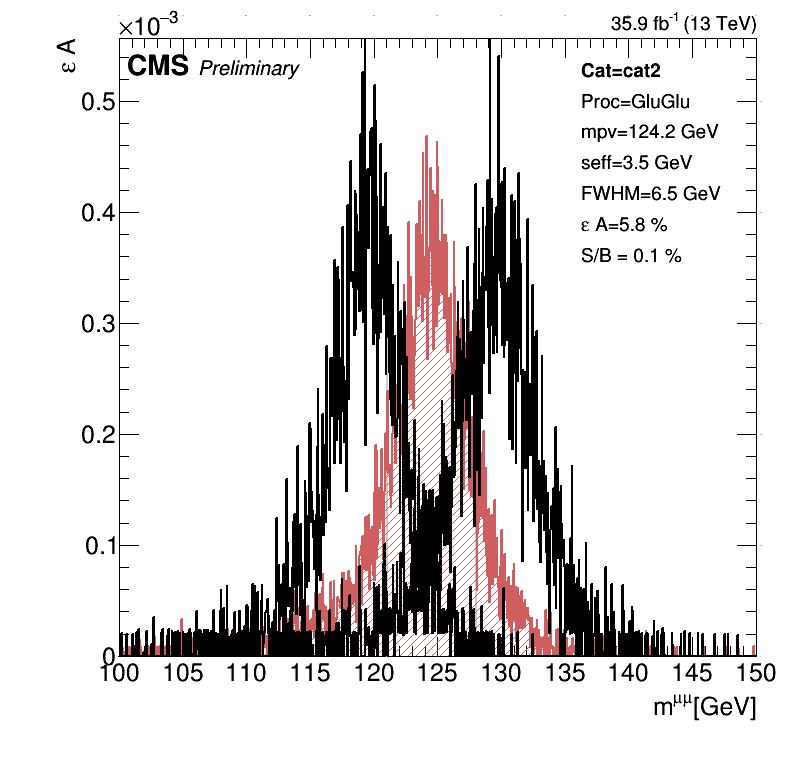 ×10⁻³
35.9 fb⁻¹ (13 TeV)
ε A
CMS Preliminary
Cat=cat2
Proc=GluGlu
mpv=124.2 GeV
seff=3.5 GeV
FWHM=6.5 GeV
ε A=5.8 %
S/B = 0.1 %
0.5
0.4
0.3
0.2
0.1
0
100 105 110 115 120 125 130 135 140 145 150
m^μμ[GeV]